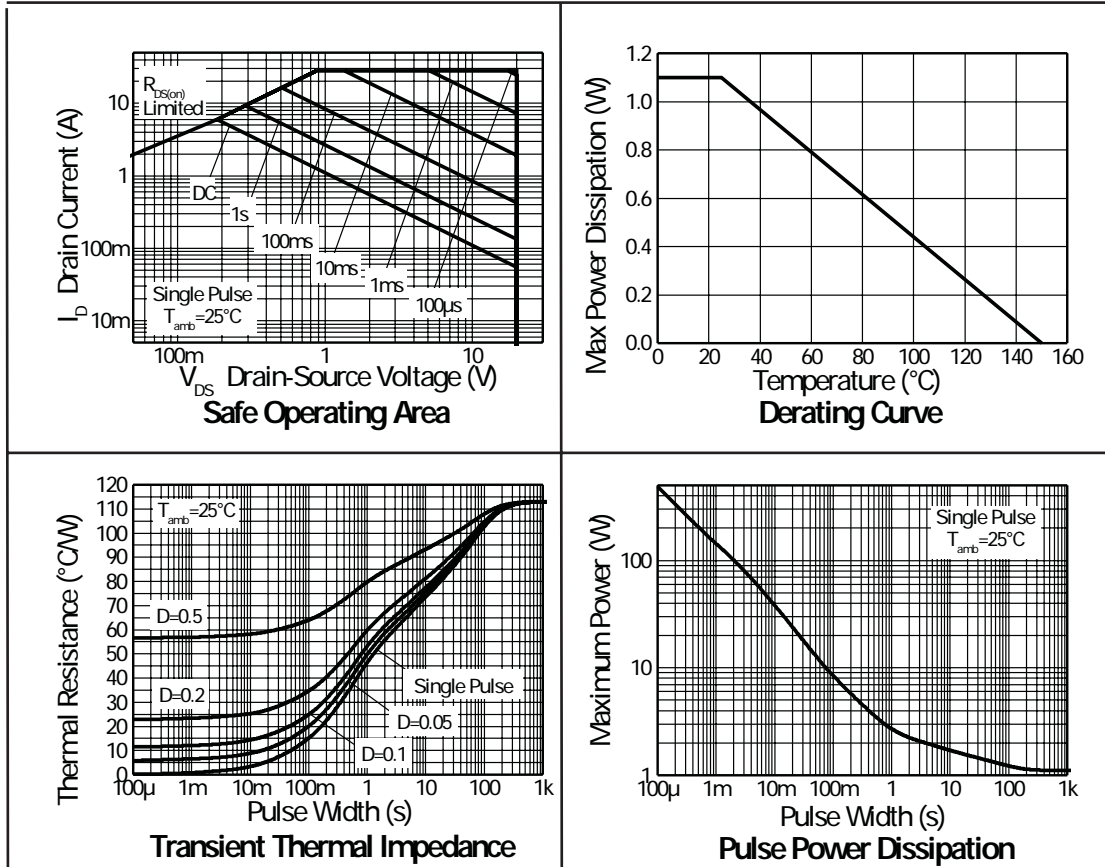 R DS(on)
Limited
10
1
100m
10m
I D Drain Current (A)
DC
1s
100ms
10ms
1ms
100µs
Single Pulse
T amb =25°C
100m 1 10
V DS Drain-Source Voltage (V)
Safe Operating Area
1.2
1.0
0.8
0.6
0.4
0.2
0.0
Max Power Dissipation (W)
0 20 40 60 80 100 120 140 160
Temperature (°C)
Derating Curve
120
110
100
90
80
70
60
50
40
30
20
10
0
Thermal Resistance (°C/W)
T amb =25°C
D=0.5
D=0.2
Single Pulse
D=0.05
D=0.1
100µ 1m 10m 100m 1 10 100 1k
Pulse Width (s)
Transient Thermal Impedance
100
10
1
Maximum Power (W)
Single Pulse
T amb =25°C
100µ 1m 10m 100m 1 10 100 1k
Pulse Width (s)
Pulse Power Dissipation